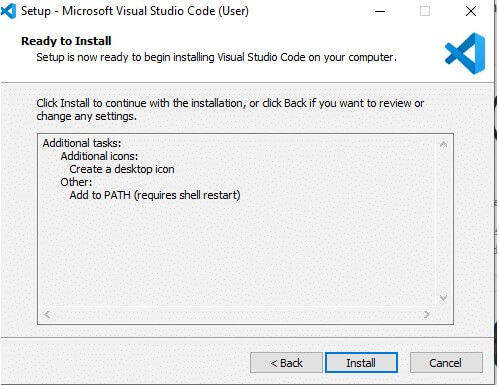 Setup - Microsoft Visual Studio Code (User)
Ready to Install
Setup is now ready to begin installing Visual Studio Code on your computer.
Click Install to continue with the installation, or click Back if you want to review or
change any settings.
Additional tasks:
Additional icons:
Create a desktop icon
Other:
Add to PATH (requires shell restart)
< Back
Install
Cancel